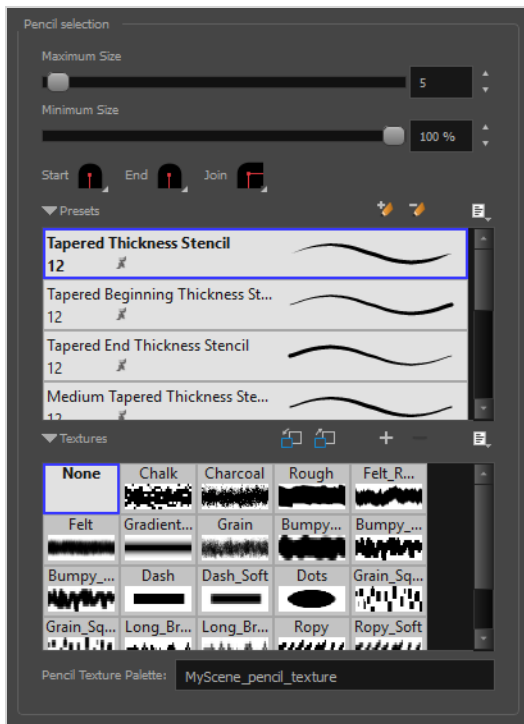 Pencil selection
Maximum Size
5
Minimum Size
100 %
Start End Join
Presets
Tapered Thickness Stencil
12
Tapered Beginning Thickness St...
12
Tapered End Thickness Stencil
12
Medium Tapered Thickness Ste...
12
Textures
None Chalk Charcoal Rough Felt_R...
Felt Gradient... Grain Bumpy... Bumpy_...
Bumpy_... Dash Dash_Soft Dots Grain_Sq...
Grain_Sq... Long_Br... Long_Br... Ropy Ropy_Soft
Pencil Texture Palette: MyScene_pencil_texture